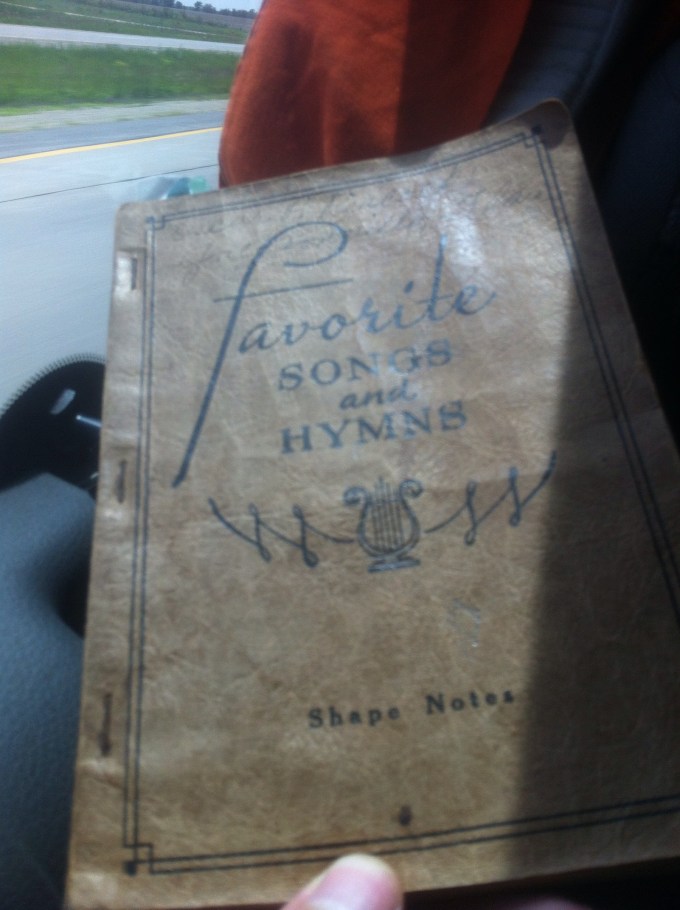 Favorite
SONGS
and
HYMNS
Shape Notes